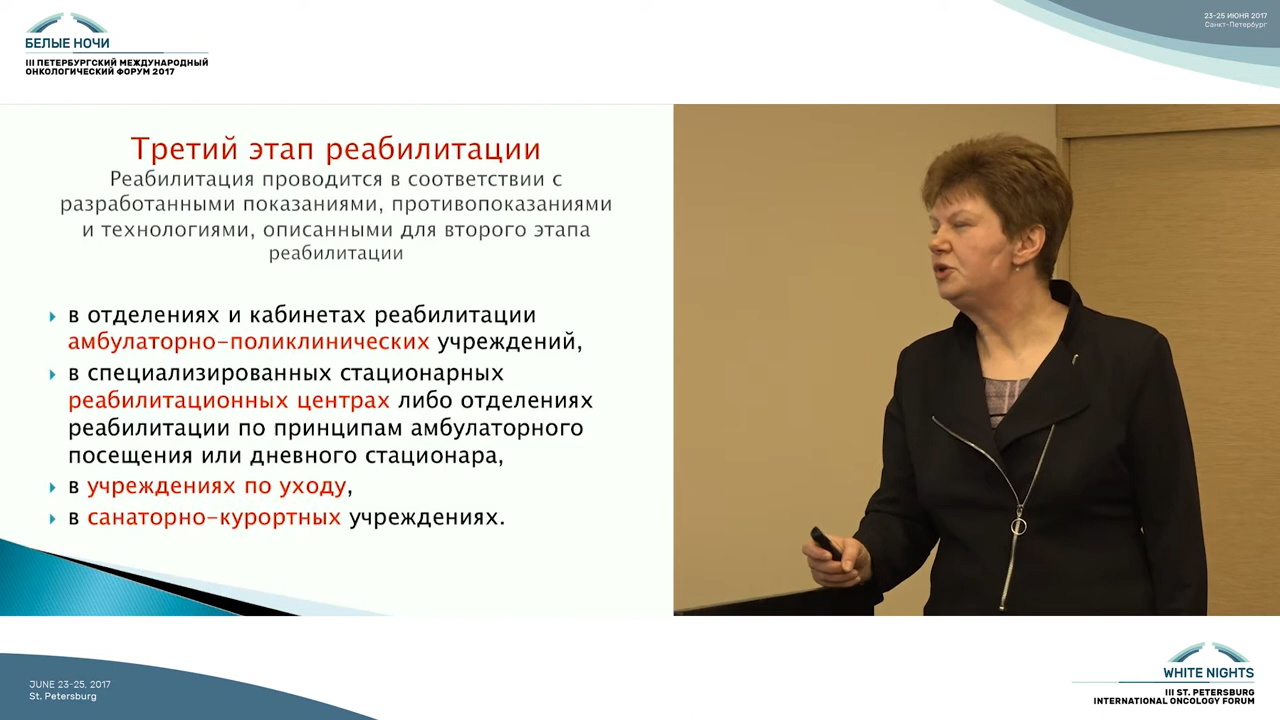 БЕЛЫЕ НОЧИ
III ПЕТЕРБУРГСКИЙ МЕЖДУНАРОДНЫЙ
ОНКОЛОГИЧЕСКИЙ ФОРУМ 2017
23-25 ИЮНЯ 2017
Санкт-Петербург
Третий этап реабилитации
Реабилитация проводится в соответствии с
разработанными показаниями, противопоказаниями
и технологиями, описанными для второго этапа
реабилитации
в отделениях и кабинетах реабилитации
амбулаторно-поликлинических учреждений,
в специализированных стационарных
реабилитационных центрах либо отделениях
реабилитации по принципам амбулаторного
посещения или дневного стационара,
в учреждениях по уходу,
в санаторно-курортных учреждениях.
JUNE 23-25, 2017
St. Petersburg
WHITE NIGHTS
III ST. PETERSBURG
INTERNATIONAL ONCOLOGY FORUM